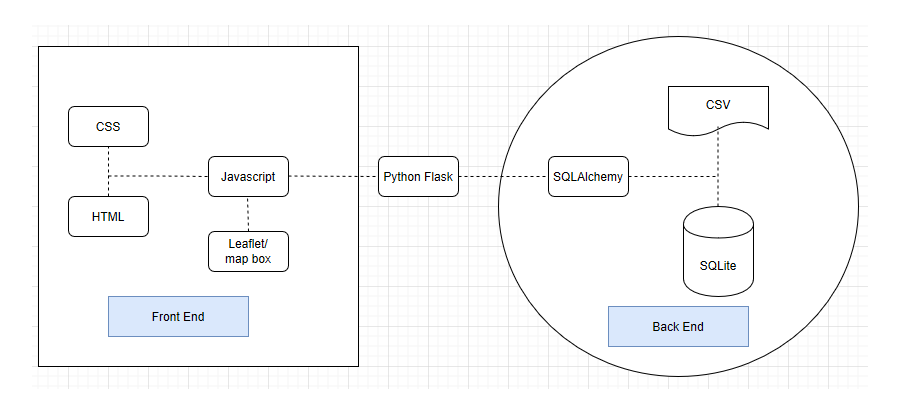 CSS
HTML
Javascript
Leaflet/
map box
Front End
Python Flask
SQLAlchemy
CSV
SQLite
Back End